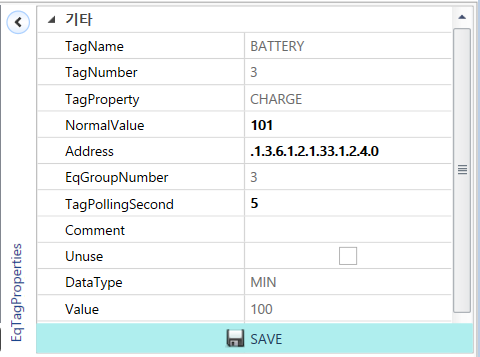 기타
TagName BATTERY
TagNumber 3
TagProperty CHARGE
NormalValue 101
Address .1.3.6.1.2.1.33.1.2.4.0
EqGroupNumber 3
TagPollingSecond 5
Comment
Unuse
DataType MIN
Value 100
EqTagProperties
SAVE